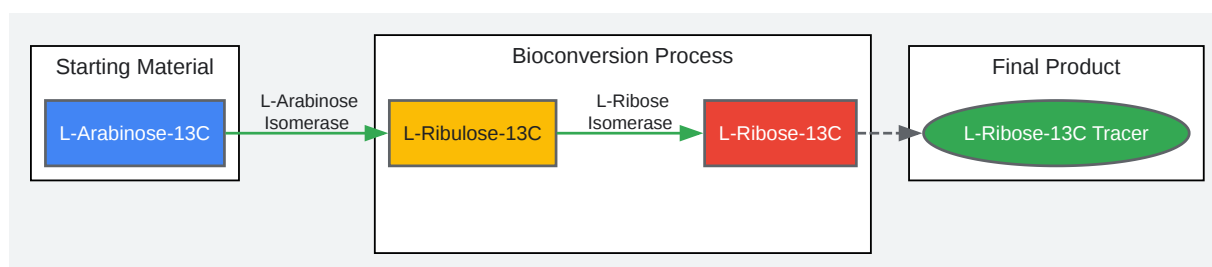 Starting Material
L-Arabinose-13C
L-Arabinose
Isomerase
Bioconversion Process
L-Ribulose-13C
L-Ribose
Isomerase
L-Ribose-13C
Final Product
L-Ribose-13C Tracer